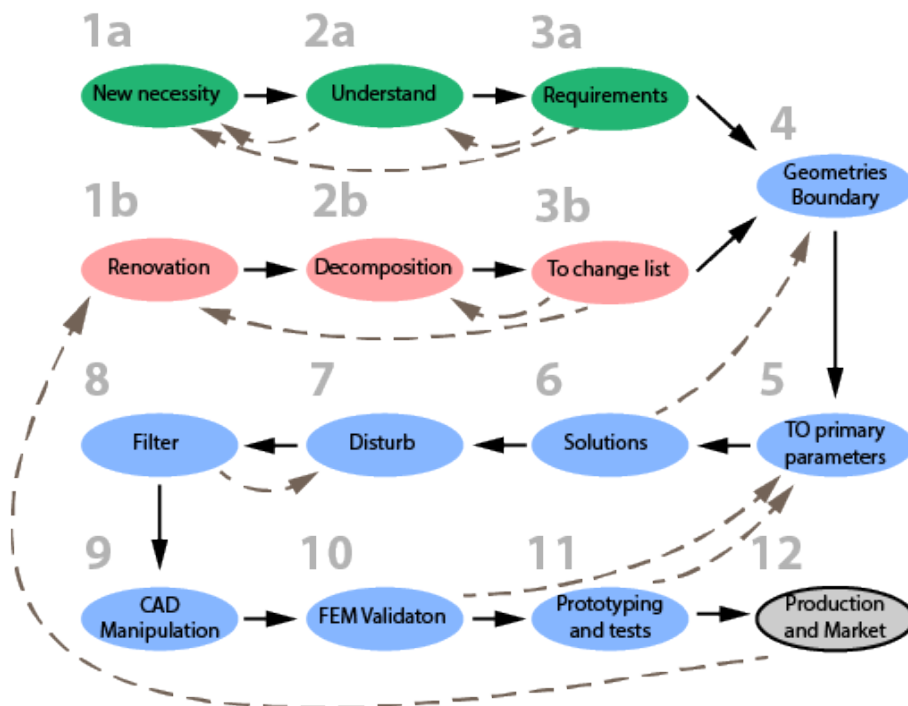 1a
2a
3a
New necessity
Understand
Requirements
4
Geometries
Boundary
1b
2b
3b
Renovation
Decomposition
To change list
8
7
6
5
Filter
Disturb
Solutions
TO primary
parameters
9
10
11
12
CAD
Manipulation
FEM Validaton
Prototyping
and tests
Production
and Market